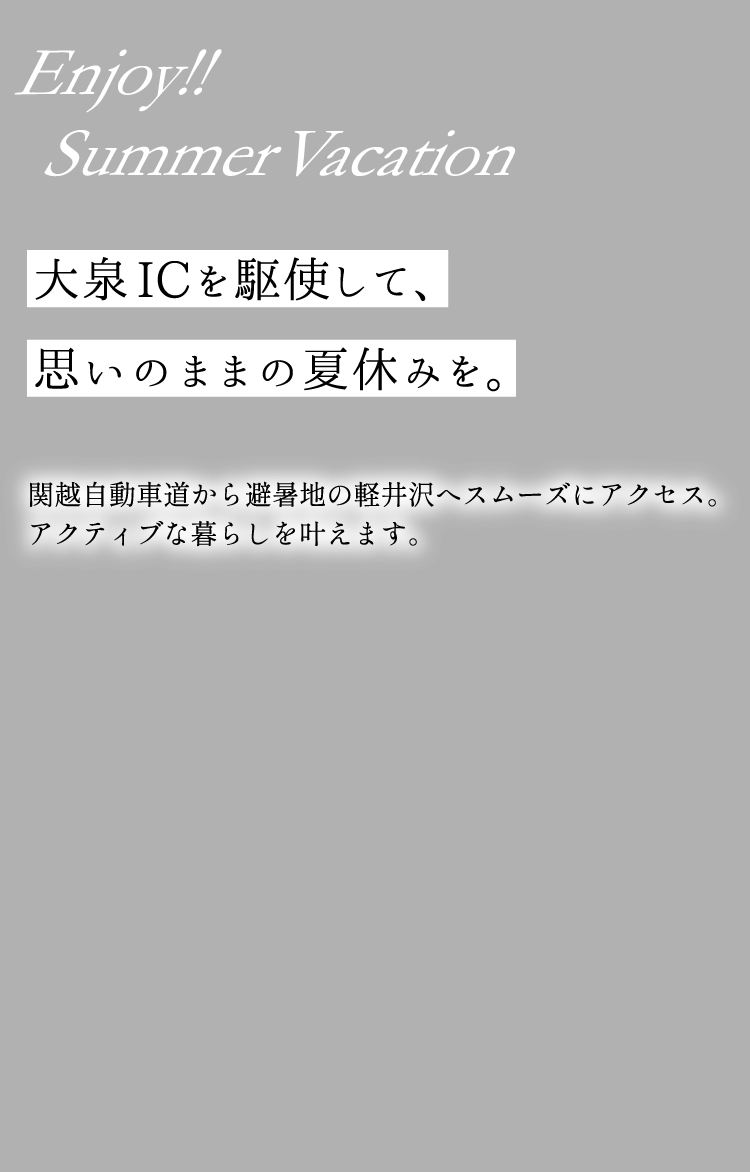 Enjoy!!
Summer Vacation
大泉ICを駆使して、
思いのままの夏休みを。
関越自動車道から避暑地の軽井沢へスムーズにアクセス。
アクティブな暮らしを叶えます。